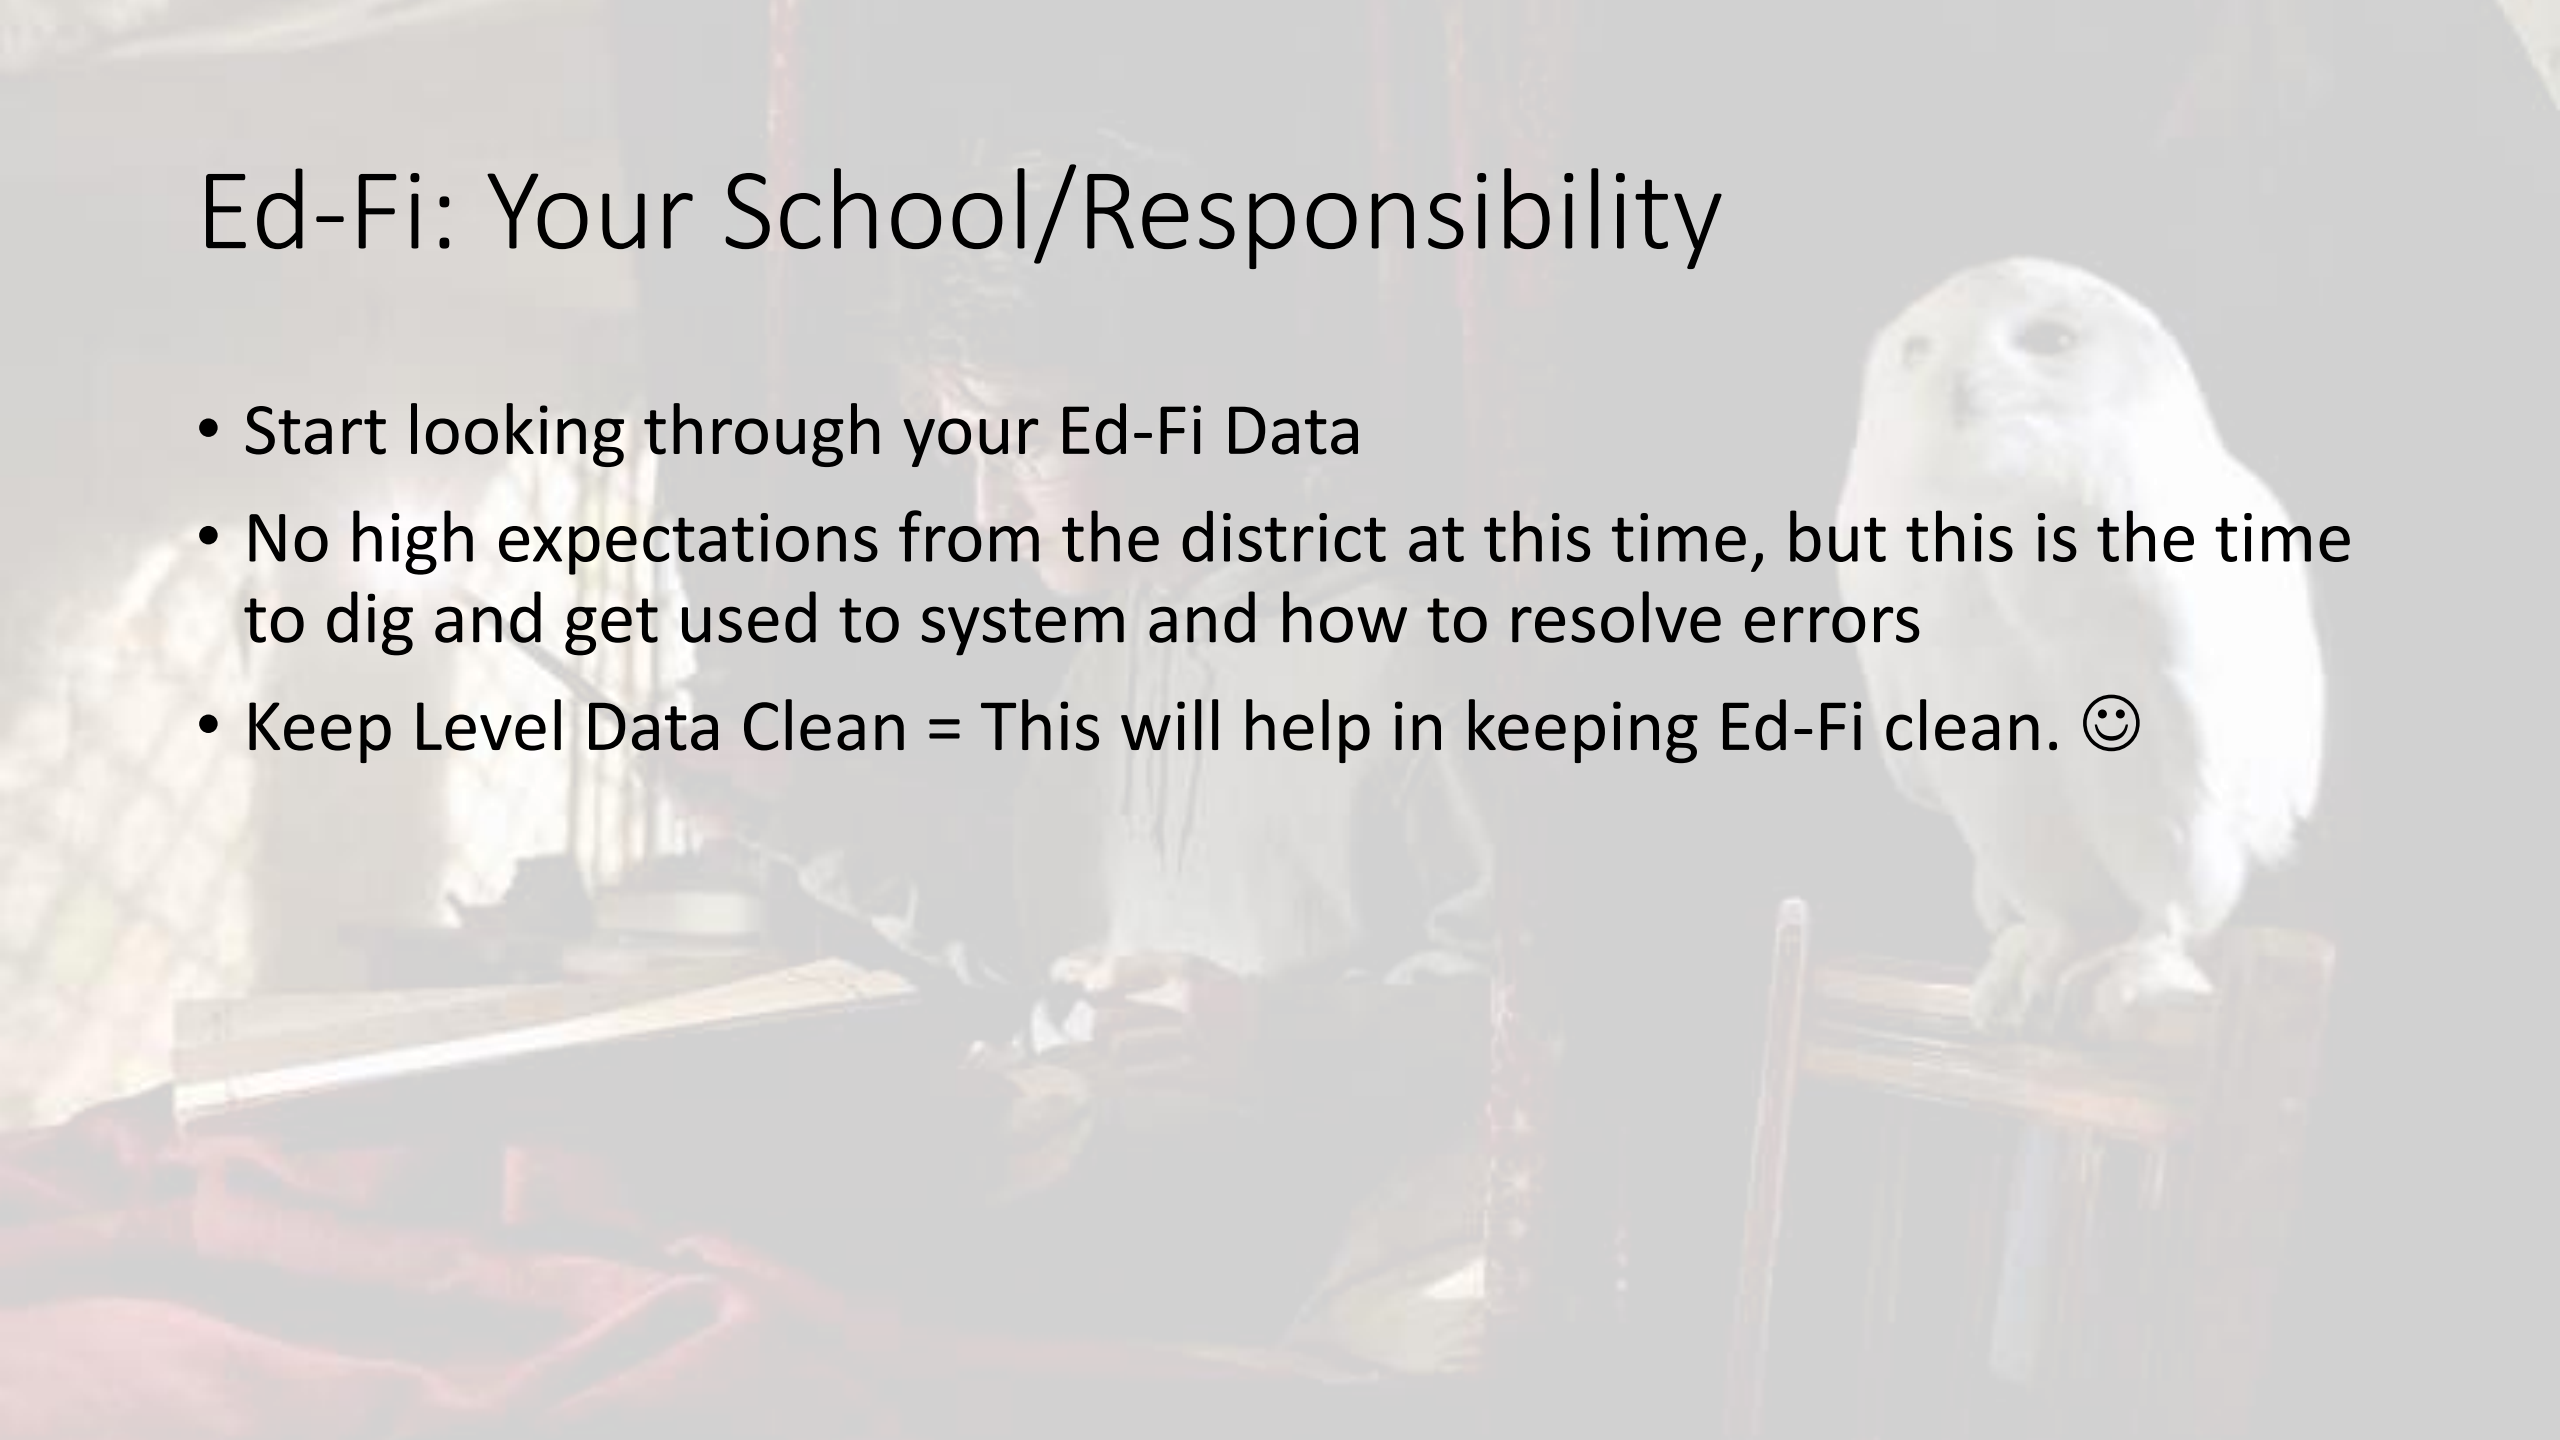 Ed-Fi: Your School/Responsibility
• Start looking through your Ed-Fi Data
• No high expectations from the district at this time, but this is the time
to dig and get used to system and how to resolve errors
• Keep Level Data Clean = This will help in keeping Ed-Fi clean. ☺